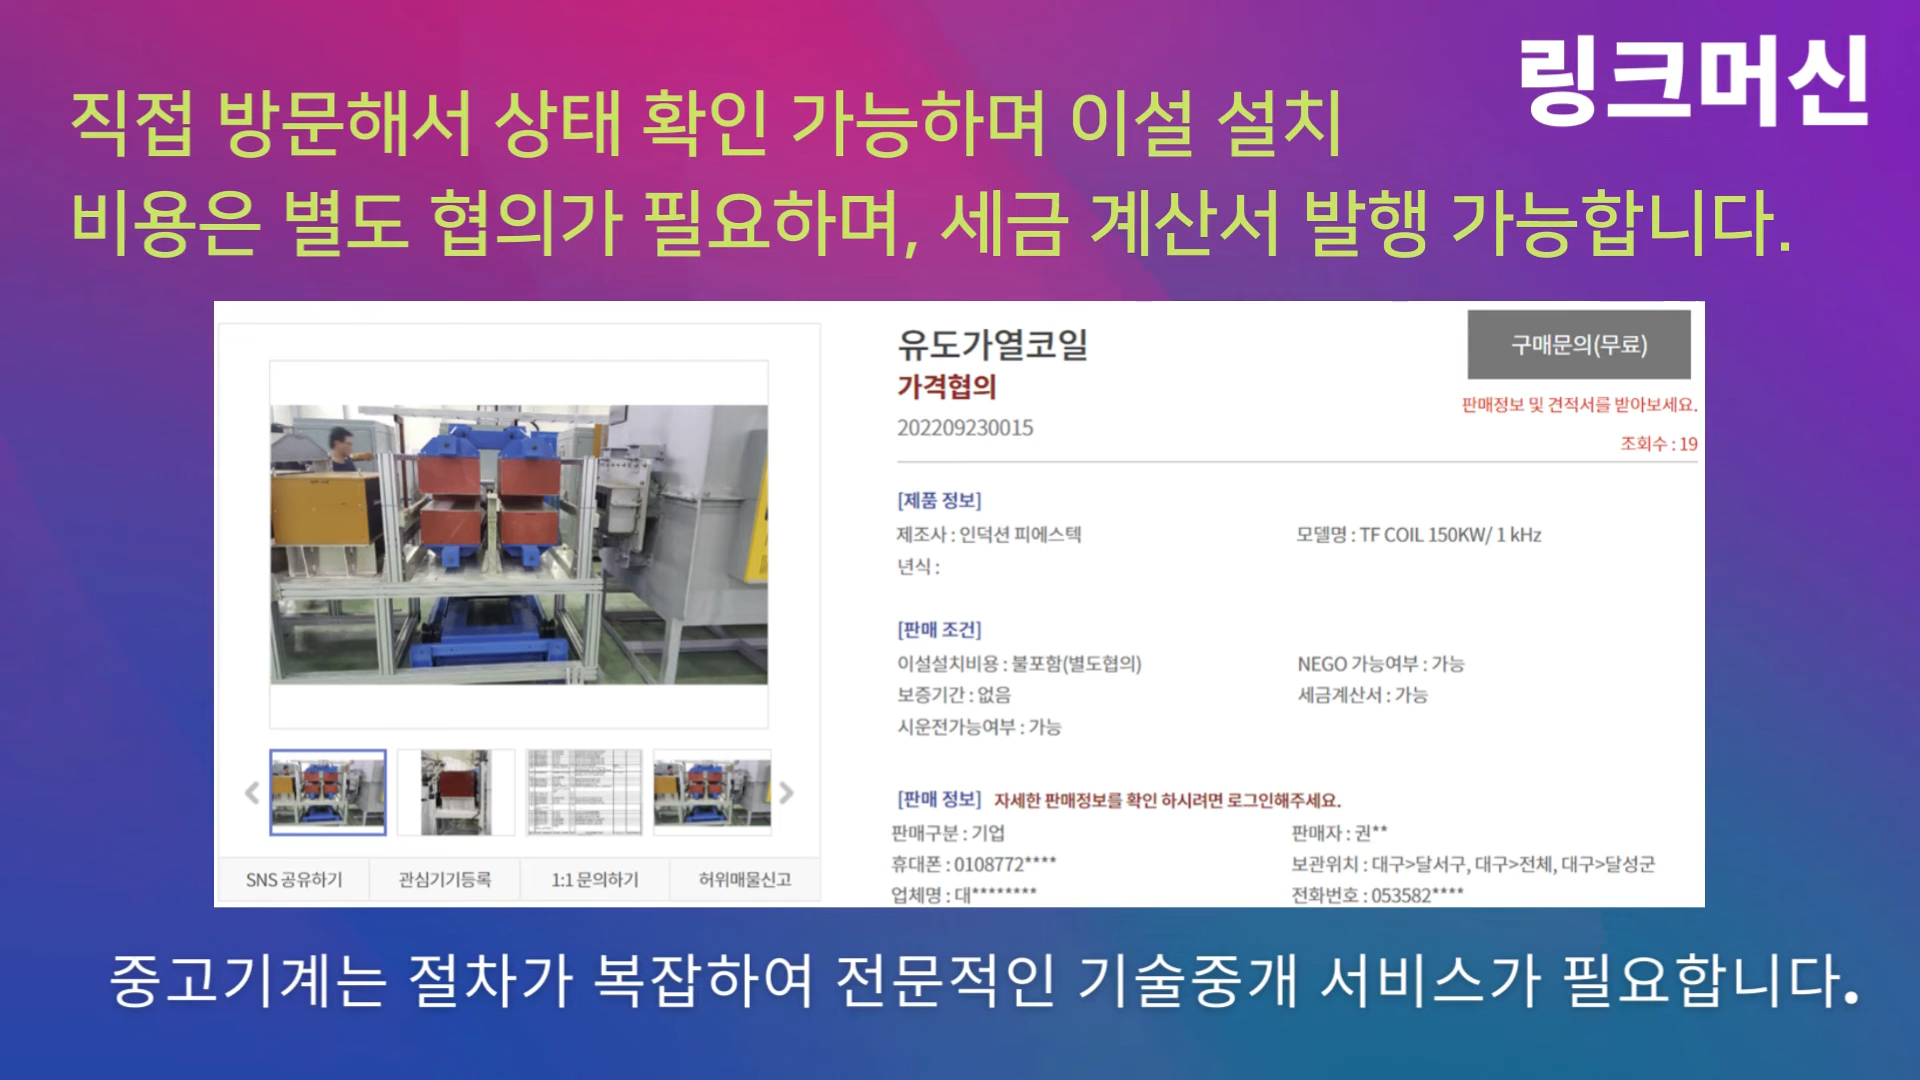 링크머신
직접 방문해서 상태 확인 가능하며 이설 설치
비용은 별도 협의가 필요하며, 세금 계산서 발행 가능합니다.
유도가열코일
가격협의
202209230015
구매문의(무료)
판매정보 및 견적서를 받아보세요.
조회수 : 19
[제품 정보]
제조사 : 인덕션 피에스텍
모델명 : TF COIL 150KW/ 1 kHz
년식 :
[판매 조건]
이설설치비용 : 불포함(별도협의)
NEGO 가능여부 : 가능
보증기간 : 없음
세금계산서 : 가능
시운전가능여부 : 가능
[판매 정보] 자세한 판매정보를 확인 하시려면 로그인해주세요.
판매구분 : 기업
판매자 : 권**
휴대폰 : 0108772****
보관위치 : 대구>달서구, 대구>전체, 대구>달성군
업체명 : 대********
전화번호 : 053582****
SNS 공유하기
관심기기등록
1:1 문의하기
허위매물신고
중고기계는 절차가 복잡하여 전문적인 기술중개 서비스가 필요합니다.